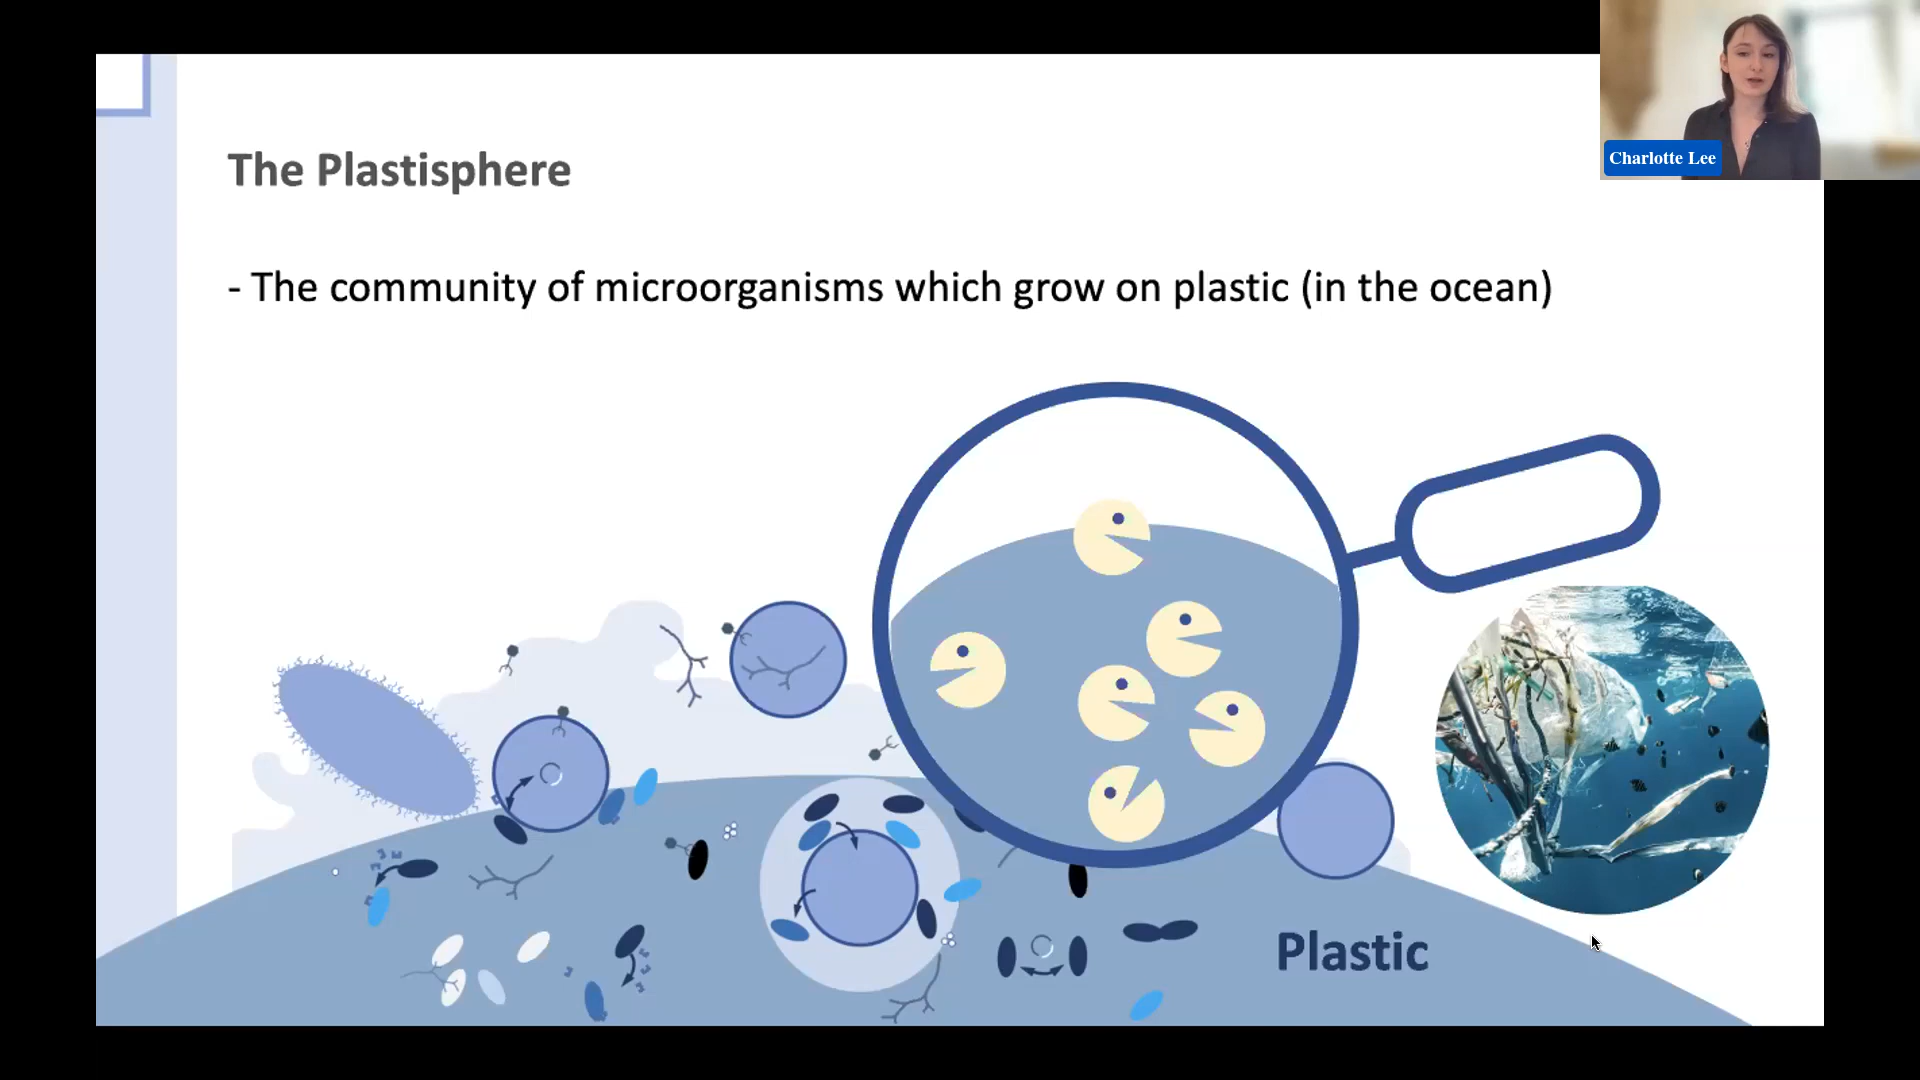 Charlotte Lee
The Plastisphere
- The community of microorganisms which grow on plastic (in the ocean)
Plastic